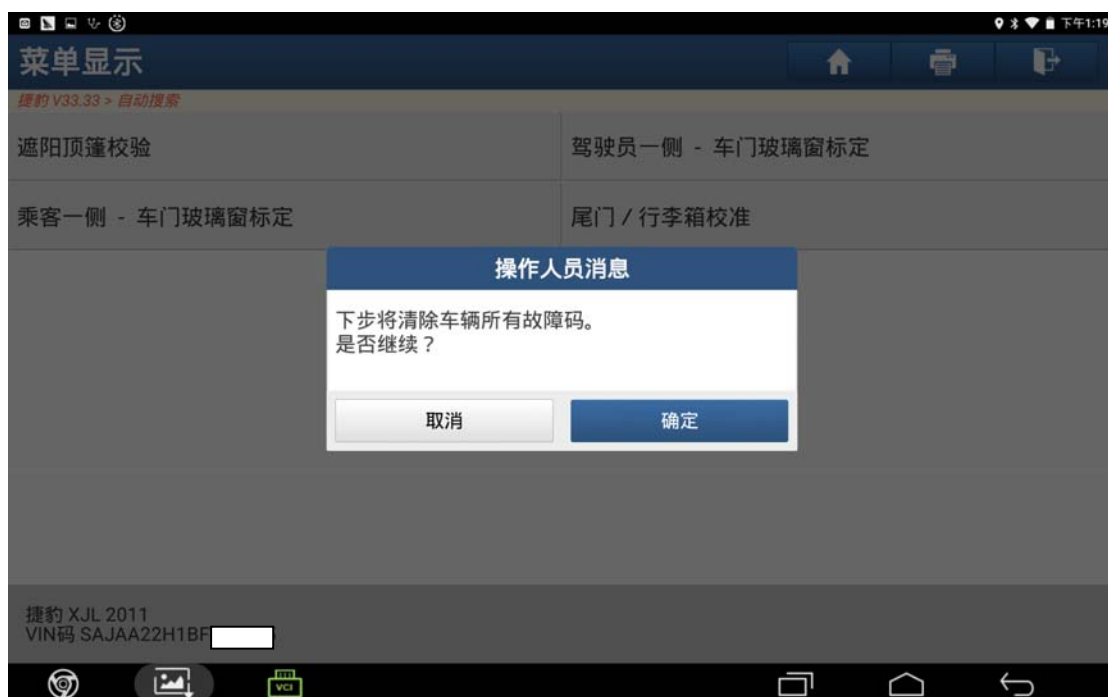 下午1:19
菜单显示
捷豹 V33.33 > 自动搜索
遮阳顶篷校验
驾驶员一侧 - 车门玻璃窗标定
乘客一侧 - 车门玻璃窗标定
尾门 / 行李箱校准
操作人员消息
下步将清除车辆所有故障码。
是否继续？
取消
确定
捷豹 XJL 2011
VIN码 SAJAA22H1BF
VCI